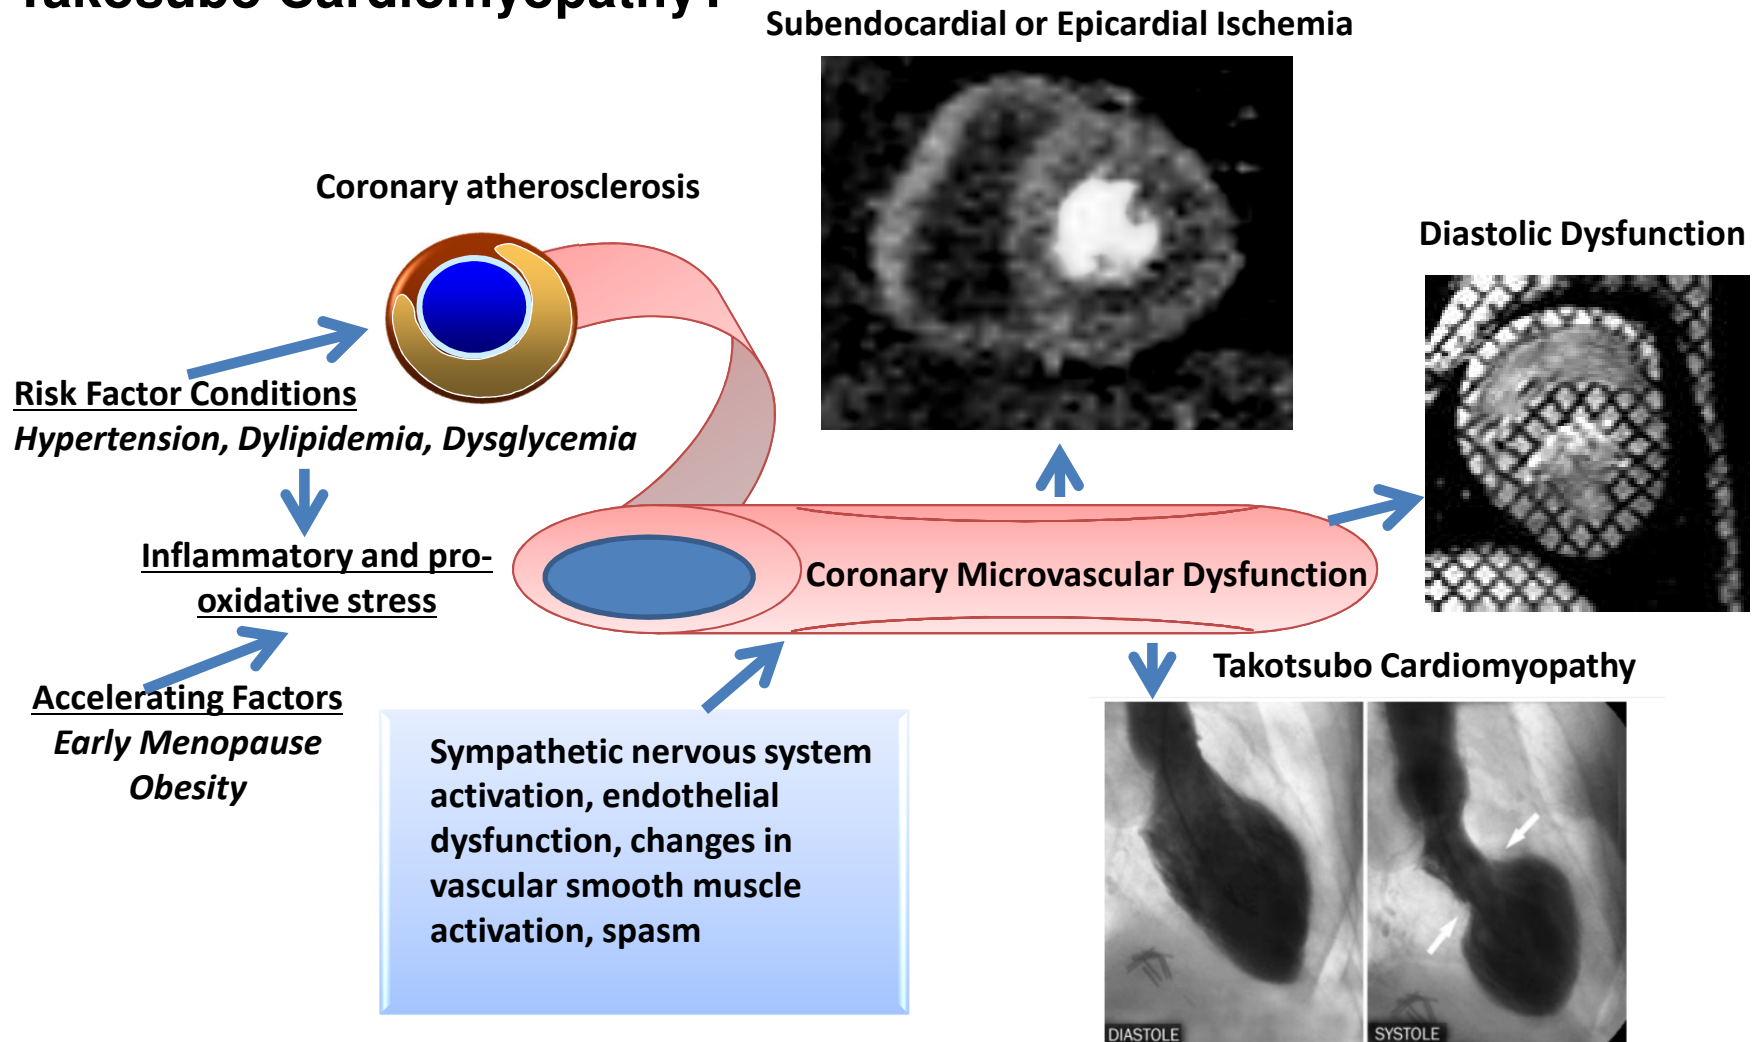 Takosubo Cardiomyopathy?
Subendocardial or Epicardial Ischemia
Coronary atherosclerosis
Diastolic Dysfunction
Risk Factor Conditions
Hypertension, Dylipidemia, Dysglycemia
Inflammatory and pro-
oxidative stress
Coronary Microvascular Dysfunction
Accelerating Factors
Early Menopause
Obesity
Takotsubo Cardiomyopathy
Sympathetic nervous system
activation, endothelial
dysfunction, changes in
vascular smooth muscle
activation, spasm
DIASTOLE
SYSTOLE